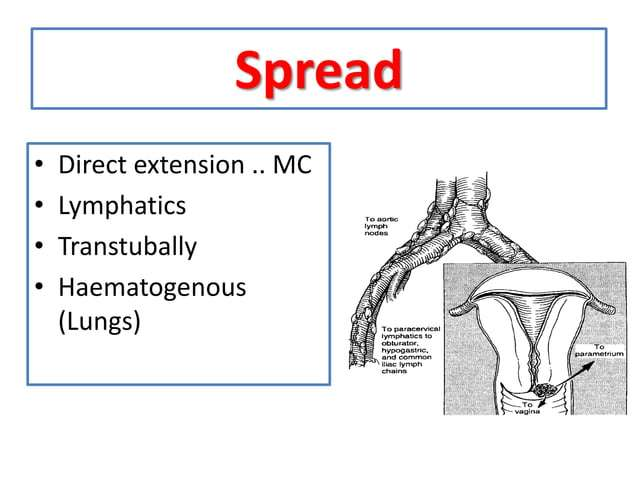 Spread
• Direct extension .. MC
• Lymphatics
• Transtubally
• Haematogenous
(Lungs)
To aortic
lymph
nodes
To paracervical
lymphatics to
obturator,
hypogastric,
and common
iliac lymph
chains
To
parametrium
To
vagina